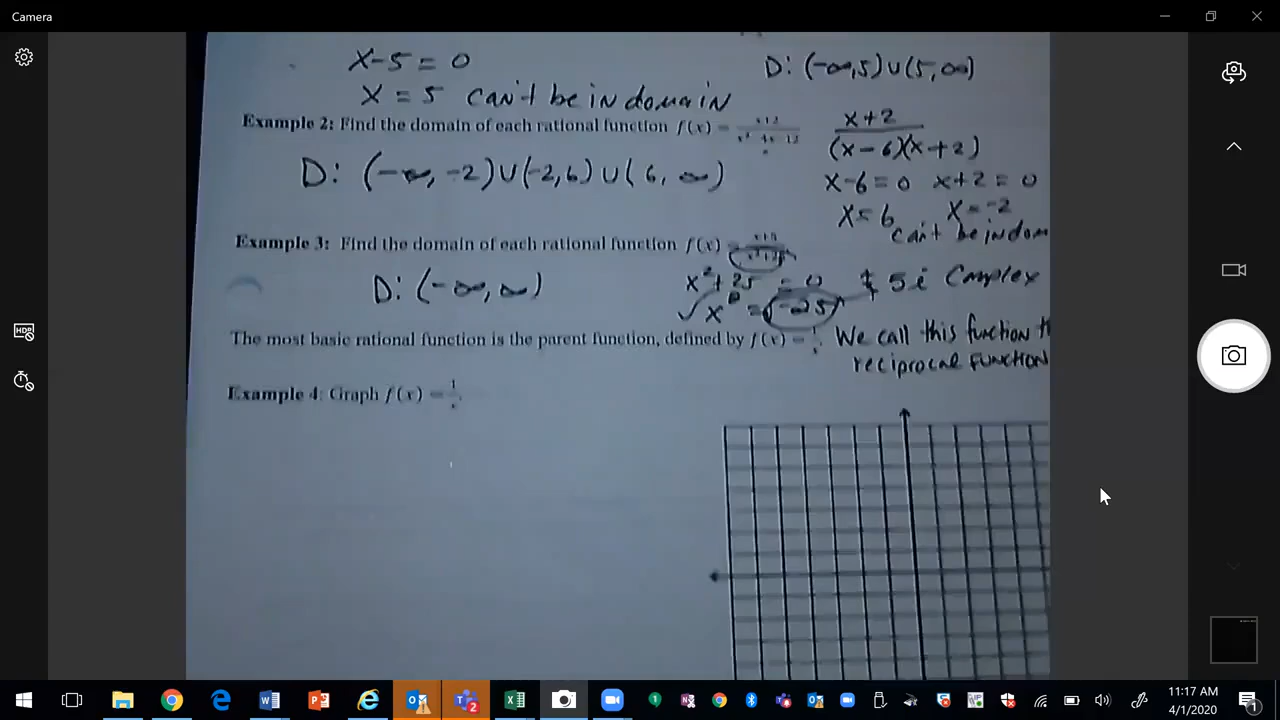 Camera
x-5 = 0
D: (-∞,5)∪(5,∞)
x = 5 can't be in domain
Example 2: Find the domain of each rational function f(x) =
x+2
(x-6)(x+2)
D: (-∞,-2)∪(-2,6)∪(6,∞)
x-6=0 x+2=0
x=6 x=-2
can't be in dom
Example 3: Find the domain of each rational function f(x) =
D: (-∞,∞)
x²+25 = 0 5i Complex
√x² = √-25
The most basic rational function is the parent function, defined by f(x) = We call this function
reciprocal function
Example 4: Graph f(x) = 1
11:17 AM
4/1/2020